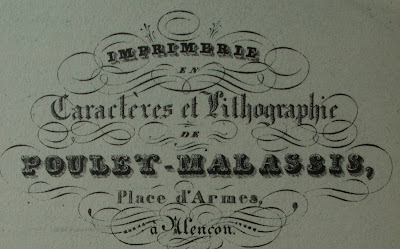 IMPRIMERIE
EN
Caractères et Lithographie
DE
POULET-MALASSIS,
Place d'Armes,
à Alençon.